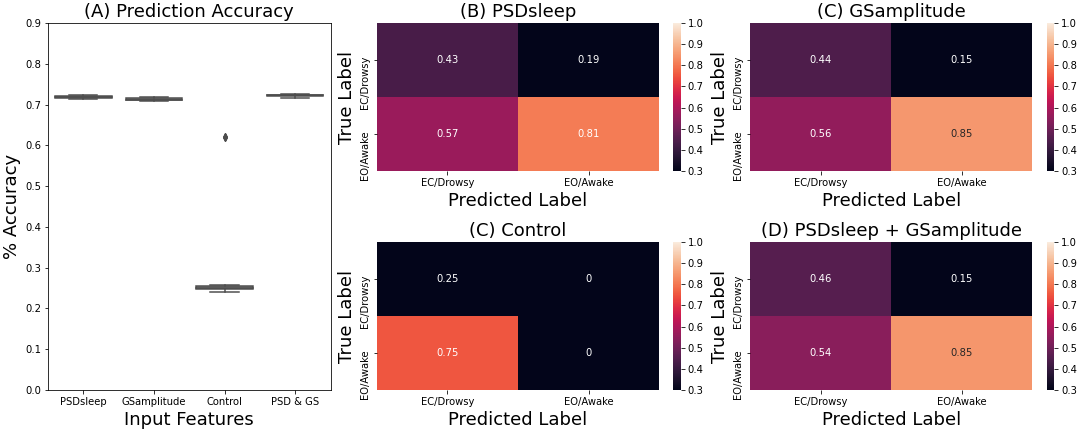 (A) Prediction Accuracy
% Accuracy
0.9
0.8
0.7
0.6
0.5
0.4
0.3
0.2
0.1
0.0
PSDsleep GSamplitude Control PSD & GS
Input Features
(B) PSDsleep
True Label
EC/Drowsy
EO/Awake
0.43 0.19
0.57 0.81
EC/Drowsy EO/Awake
Predicted Label
1.0
0.9
0.8
0.7
0.6
0.5
0.4
0.3
(C) GSamplitude
True Label
EC/Drowsy
EO/Awake
0.44 0.15
0.56 0.85
EC/Drowsy EO/Awake
Predicted Label
1.0
0.9
0.8
0.7
0.6
0.5
0.4
0.3
(C) Control
True Label
EC/Drowsy
EO/Awake
0.25 0
0.75 0
EC/Drowsy EO/Awake
Predicted Label
1.0
0.9
0.8
0.7
0.6
0.5
0.4
0.3
(D) PSDsleep + GSamplitude
True Label
EC/Drowsy
EO/Awake
0.46 0.15
0.54 0.85
EC/Drowsy EO/Awake
Predicted Label
1.0
0.9
0.8
0.7
0.6
0.5
0.4
0.3